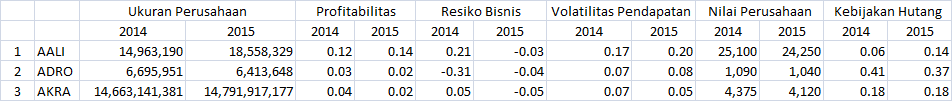 Ukuran Perusahaan Profitabilitas Resiko Bisnis Volatilitas Pendapatan Nilai Perusahaan Kebijakan Hutang
2014 2015 2014 2015 2014 2015 2014 2015 2014 2015 2014 2015
1 AALI 14,963,190 18,558,329 0.12 0.14 0.21 -0.03 0.17 0.20 25,100 24,250 0.06 0.14
2 ADRO 6,695,951 6,413,648 0.03 0.02 -0.31 -0.04 0.07 0.08 1,090 1,040 0.41 0.37
3 AKRA 14,663,141,381 14,791,917,177 0.04 0.02 0.05 -0.05 0.07 0.05 4,375 4,120 0.18 0.18